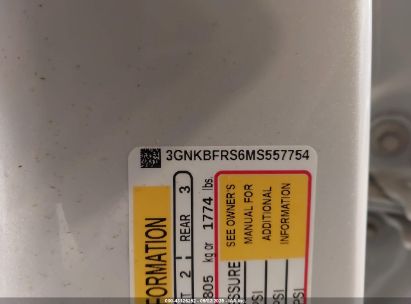 3GNKBFRS6MS557754
FORMATION
T 2 : REAR 3
805 kg or 1774 lbs.
SEE OWNER'S
MANUAL FOR
ADDITIONAL
INFORMATION
SSURE
PSI
PSI